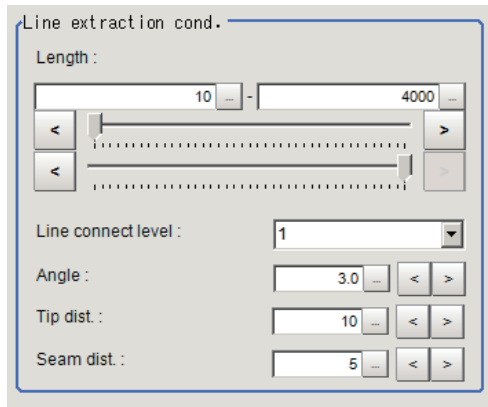 Line extraction cond.
Length :
10 ... - 4000 ...
< >
< >
Line connect level : 1
Angle : 3.0 ... < >
Tip dist. : 10 ... < >
Seam dist. : 5 ... < >